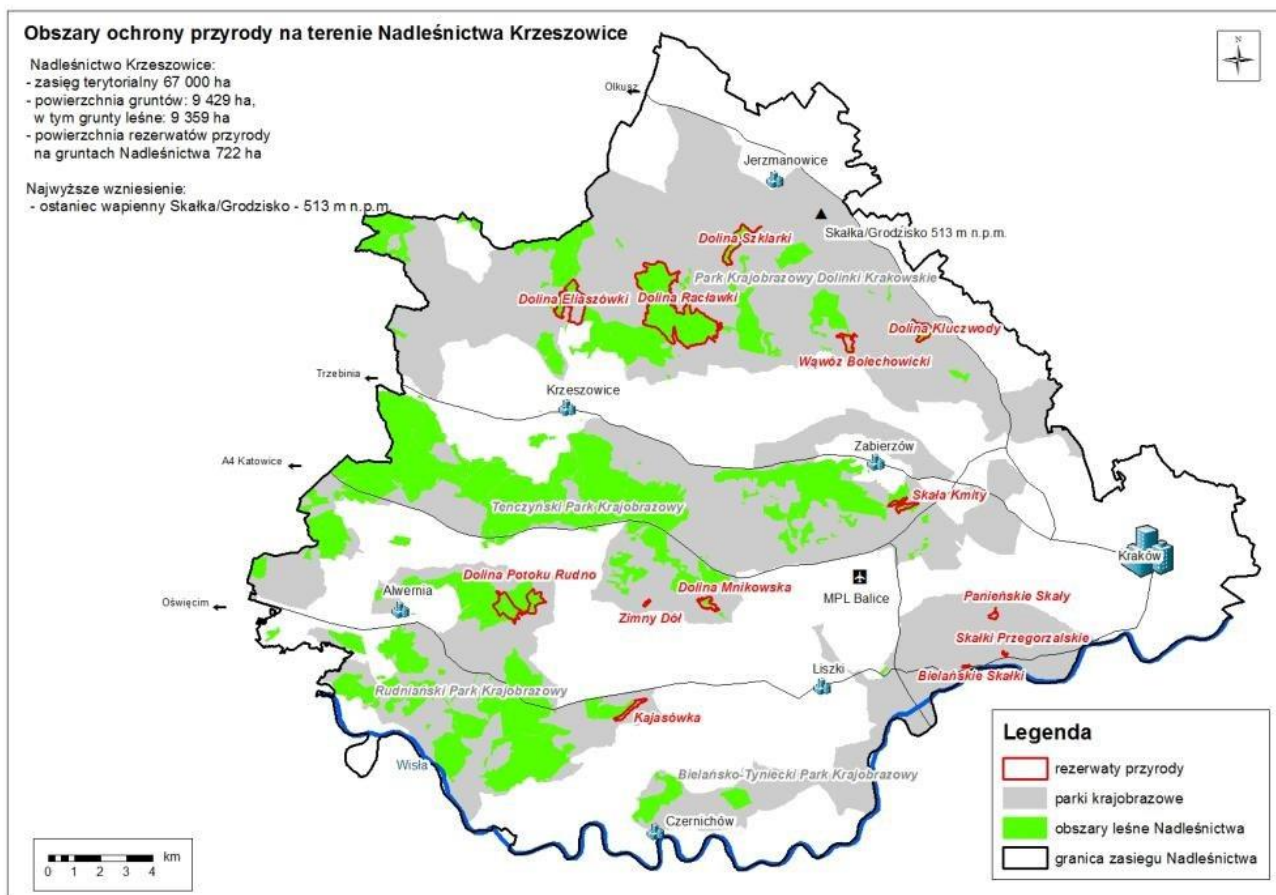 Obszary ochrony przyrody na terenie Nadleśnictwa Krzeszowice
N
Nadleśnictwo Krzeszowice:
- zasięg terytorialny 67 000 ha
- powierzchnia gruntów: 9 429 ha,
w tym grunty leśne: 9 359 ha
- powierzchnia rezerwatów przyrody
na gruntach Nadleśnictwa 722 ha
Najwyższe wzniesienie:
- ostaniec wapienny Skałka/Grodzisko - 513 m n.p.m.
Olkusz
Jerzmanowice
Skałka/Grodzisko 513 m n.p.m.
Dolina Szklarki
Park Krajobrazowy Dolinki Krakowskie
Dolina Eliaszówki
Dolina Racławki
Dolina Kluczwody
Wąwóz Bolechowicki
Trzebinia
Krzeszowice
Zabierzów
A4 Katowice
Skała Kmity
Tenczyński Park Krajobrazowy
Kraków
Dolina Potoku Rudno
Dolina Mnikowska
Alwernia
Oświęcim
Zimny Dół
MPL Balice
Panieńskie Skały
Skałki Przegorzalskie
Bielańskie Skałki
Liszki
Rudniański Park Krajobrazowy
Kajasówka
Wisła
Bielańsko-Tyniecki Park Krajobrazowy
Czernichów
Legenda
rezerwaty przyrody
parki krajobrazowe
obszary leśne Nadleśnictwa
granica zasiegu Nadleśnictwa
km
0 1 2 3 4